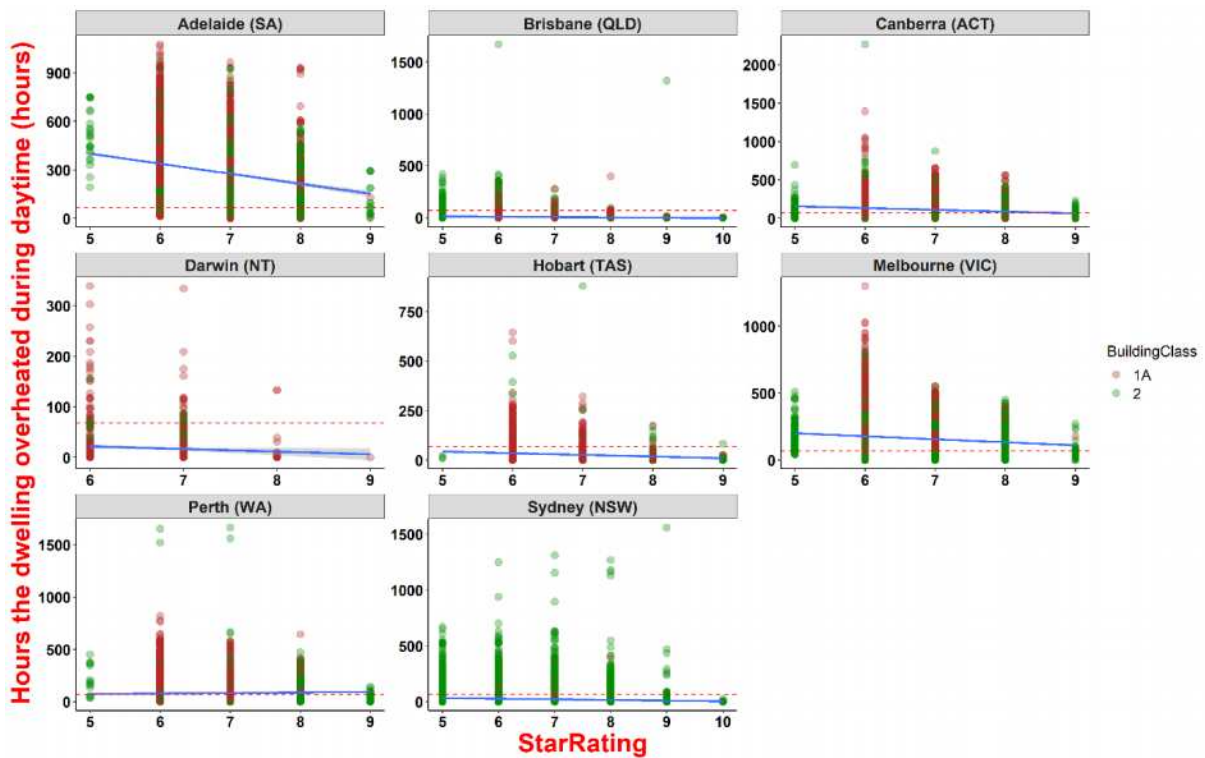 Hours the dwelling overheated during daytime (hours)
Adelaide (SA)
900
600
300
0
5 6 7 8 9
Brisbane (QLD)
1500
1000
500
0
5 6 7 8 9 10
Canberra (ACT)
2000
1500
1000
500
0
5 6 7 8 9
Darwin (NT)
300
200
100
0
6 7 8 9
Hobart (TAS)
750
500
250
0
5 6 7 8 9
Melbourne (VIC)
1000
500
0
5 6 7 8 9
Perth (WA)
1500
1000
500
0
5 6 7 8 9
Sydney (NSW)
1500
1000
500
0
5 6 7 8 9 10
StarRating
BuildingClass
1A
2